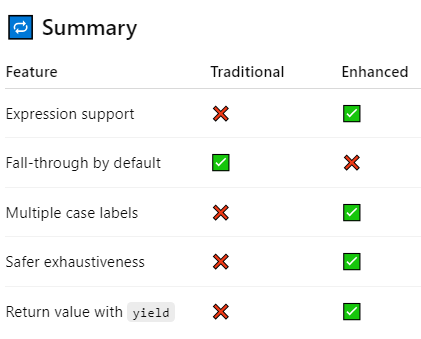 Summary
Feature Traditional Enhanced
Expression support ❌ ✅
Fall-through by default ✅ ❌
Multiple case labels ❌ ✅
Safer exhaustiveness ❌ ✅
Return value with yield ❌ ✅